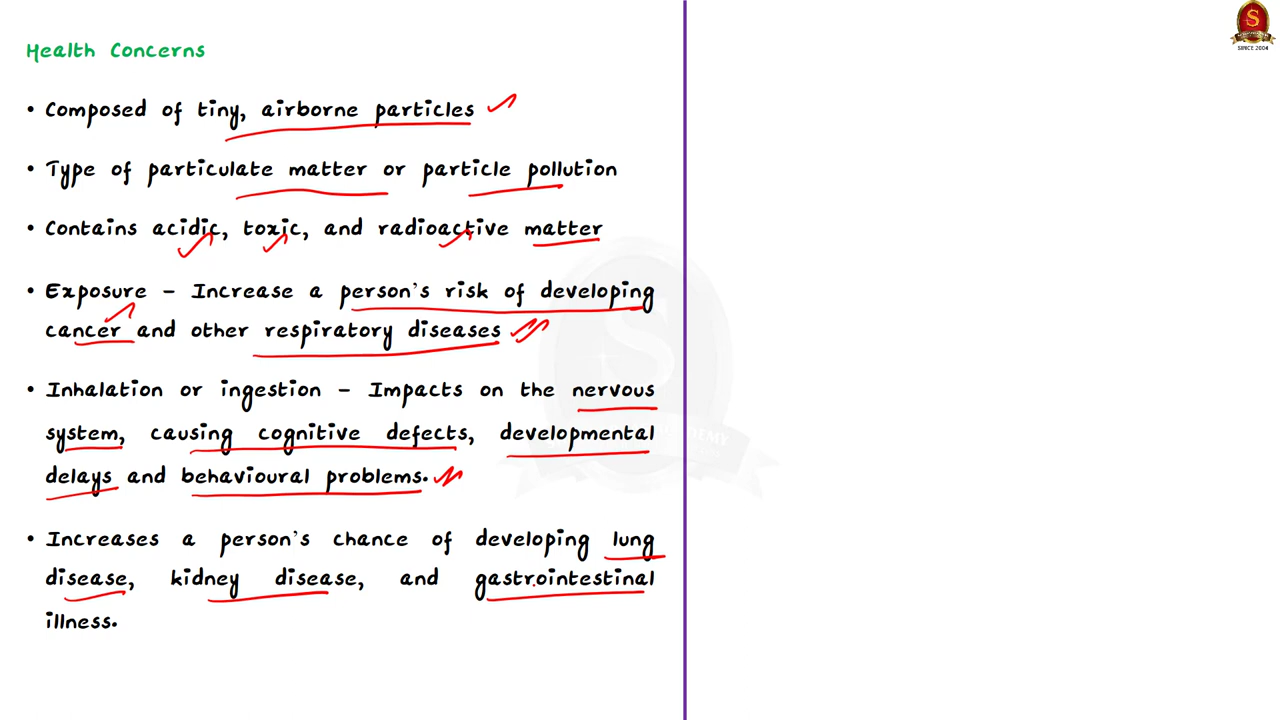 Health Concerns
• Composed of tiny, airborne particles
• Type of particulate matter or particle pollution
• Contains acidic, toxic, and radioactive matter
• Exposure – Increase a person's risk of developing
cancer and other respiratory diseases
• Inhalation or ingestion – Impacts on the nervous
system, causing cognitive defects, developmental
delays and behavioural problems.
• Increases a person's chance of developing lung
disease, kidney disease, and gastrointestinal
illness.
S
SINCE 2004